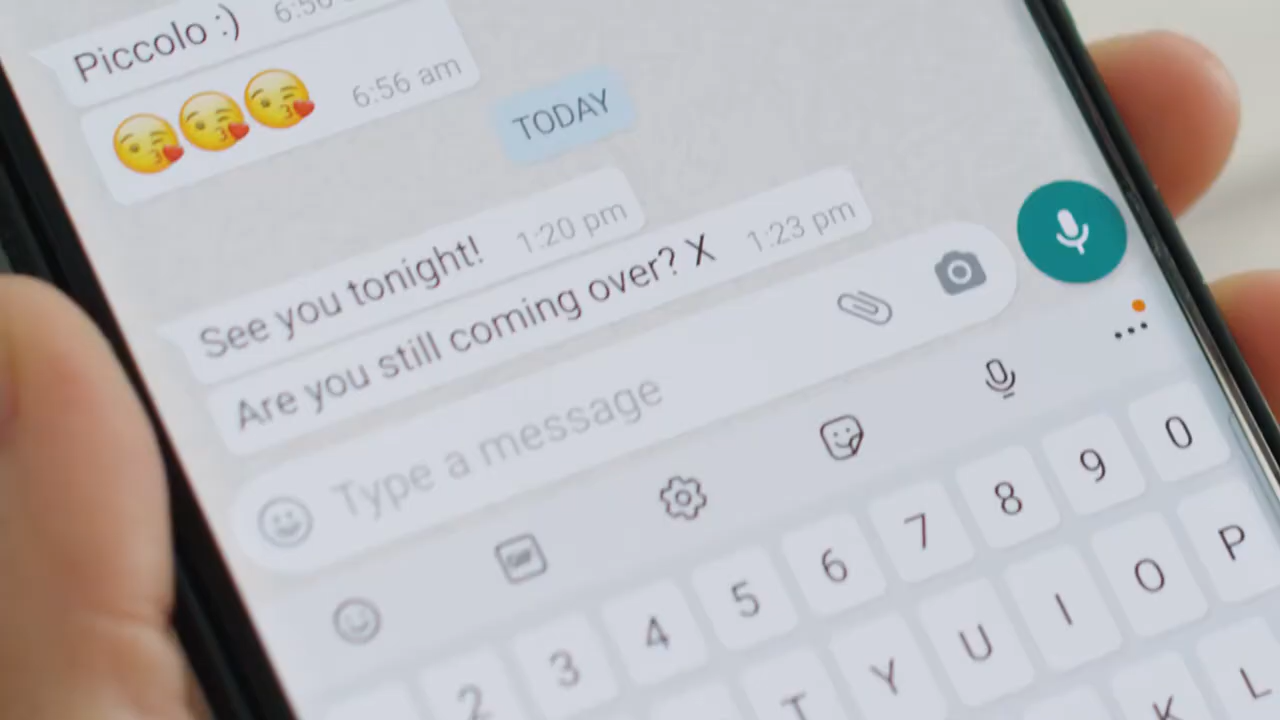 Piccolo :)
6:56 am
TODAY
See you tonight! 1:20 pm
Are you still coming over? X 1:23 pm
Type a message
GIF
2 3 4 5 6 7 8 9 0
T Y U I O P
K L